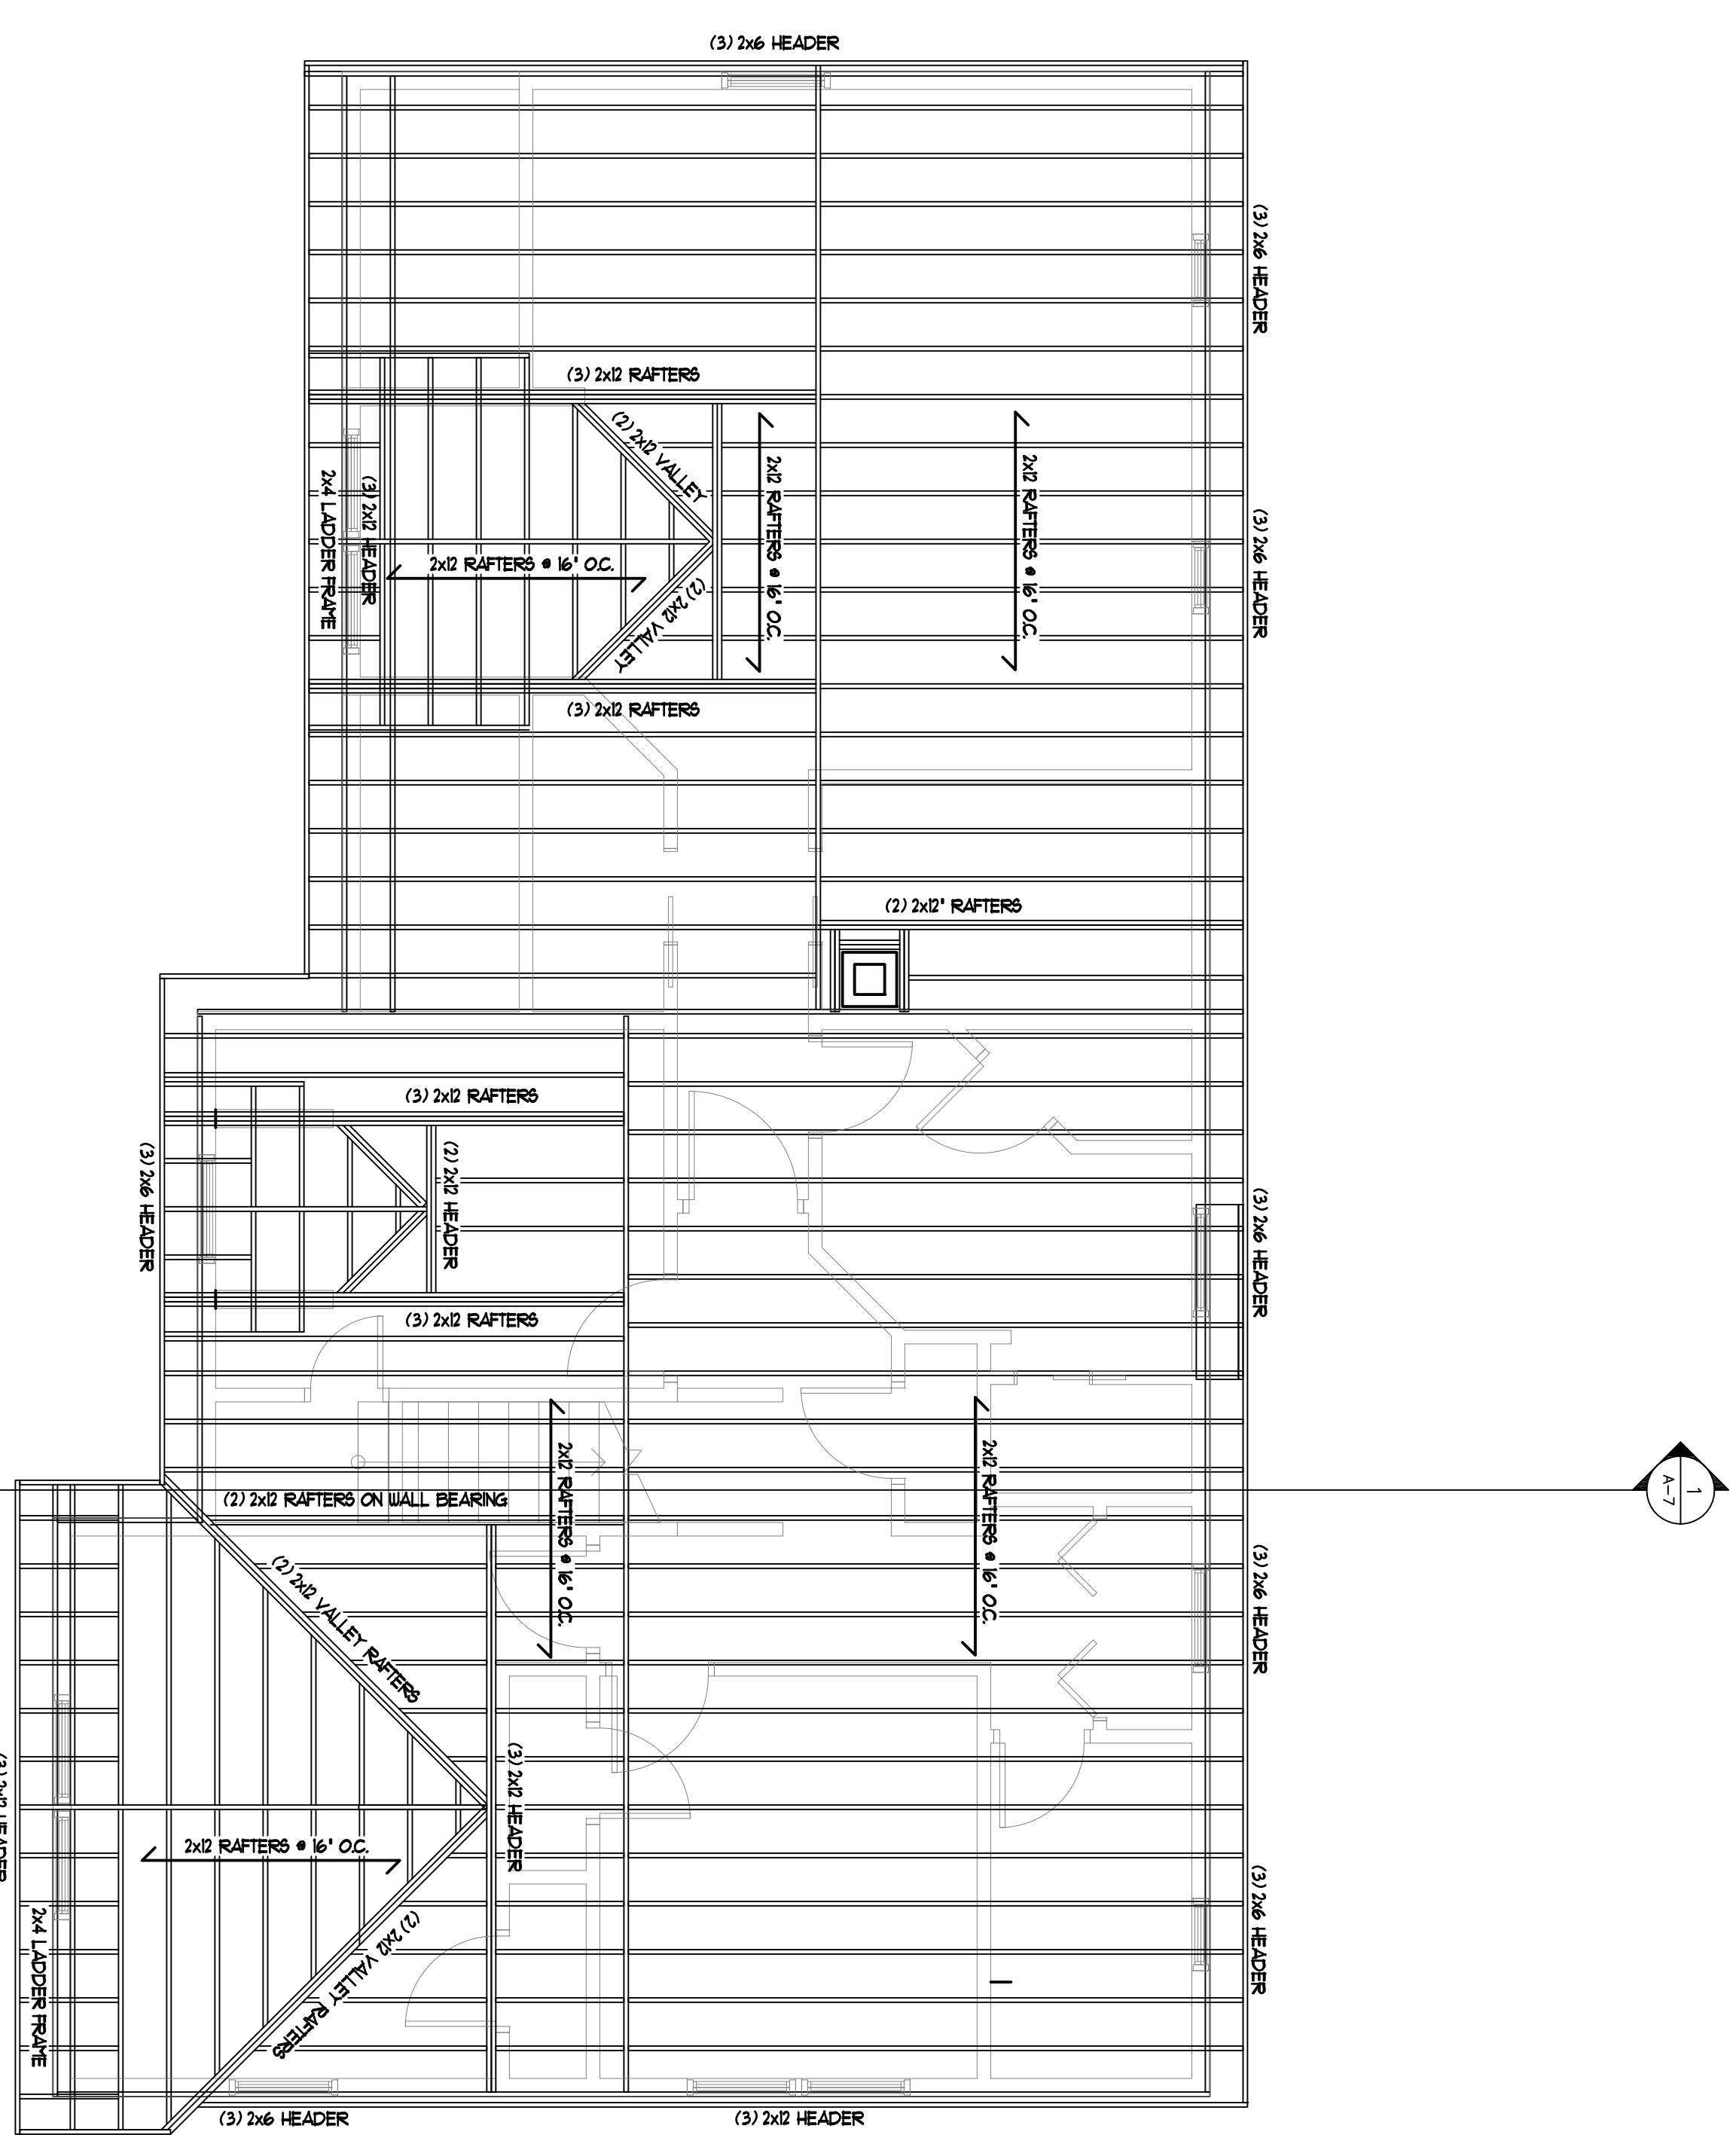 (3) 2x6 HEADER
(3) 2x6 HEADER
(3) 2x12 RAFTERS
(2) 2x12 VALLEY
2x12 RAFTERS @ 16" O.C.
2x12 RAFTERS @ 16" O.C.
2x4 LADDER FRAME
(3) 2x12 HEADER
(3) 2x6 HEADER
2x12 RAFTERS @ 16" O.C.
(2) 2x12 VALLEY
(3) 2x12 RAFTERS
(2) 2x12" RAFTERS
(3) 2x12 RAFTERS
(3) 2x6 HEADER
(2) 2x12 HEADER
(3) 2x6 HEADER
(3) 2x12 RAFTERS
2x12 RAFTERS @ 16" O.C.
2x12 RAFTERS @ 16" O.C.
1
A-7
(2) 2x12 RAFTERS ON WALL BEARING
(2) 2x12 VALLEY RAFTERS
(3) 2x6 HEADER
(3) 2x12 HEADER
(3) 2x12 HEADER
2x12 RAFTERS @ 16" O.C.
(3) 2x6 HEADER
2x4 LADDER FRAME
(2) 2x12 VALLEY RAFTERS
(3) 2x6 HEADER
(3) 2x12 HEADER